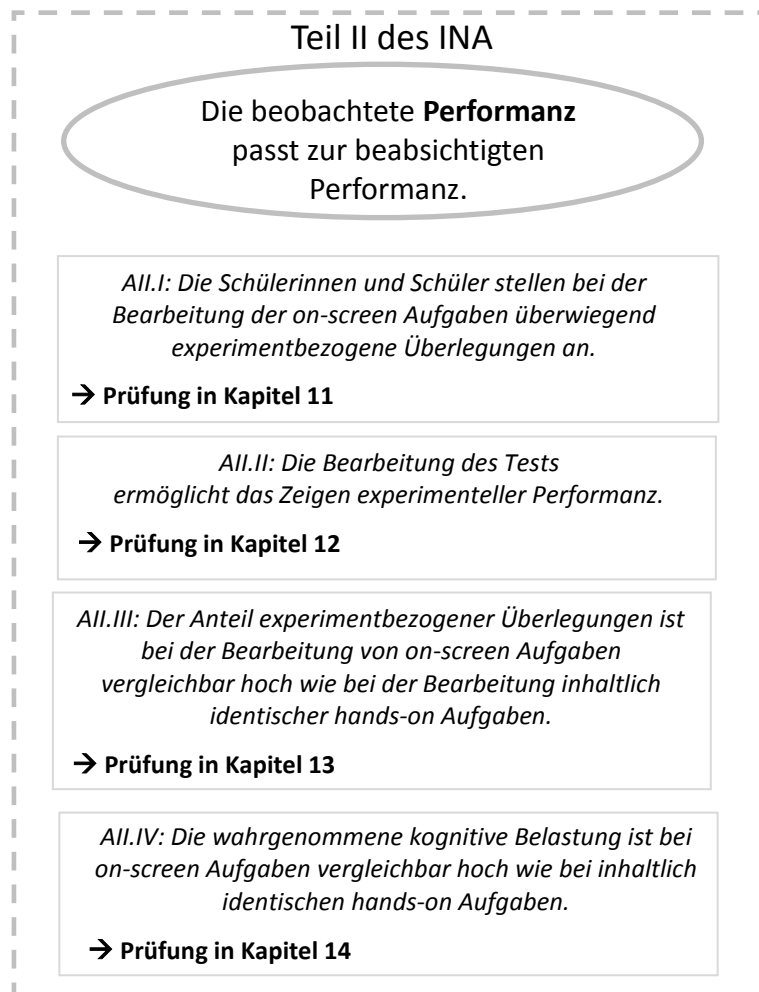 Teil II des INA
Die beobachtete Performanz
passt zur beabsichtigten
Performanz.
AII.I: Die Schülerinnen und Schüler stellen bei der
Bearbeitung der on-screen Aufgaben überwiegend
experimentbezogene Überlegungen an.
→ Prüfung in Kapitel 11
AII.II: Die Bearbeitung des Tests
ermöglicht das Zeigen experimenteller Performanz.
→ Prüfung in Kapitel 12
AII.III: Der Anteil experimentbezogener Überlegungen ist
bei der Bearbeitung von on-screen Aufgaben
vergleichbar hoch wie bei der Bearbeitung inhaltlich
identischer hands-on Aufgaben.
→ Prüfung in Kapitel 13
AII.IV: Die wahrgenommene kognitive Belastung ist bei
on-screen Aufgaben vergleichbar hoch wie bei inhaltlich
identischen hands-on Aufgaben.
→ Prüfung in Kapitel 14